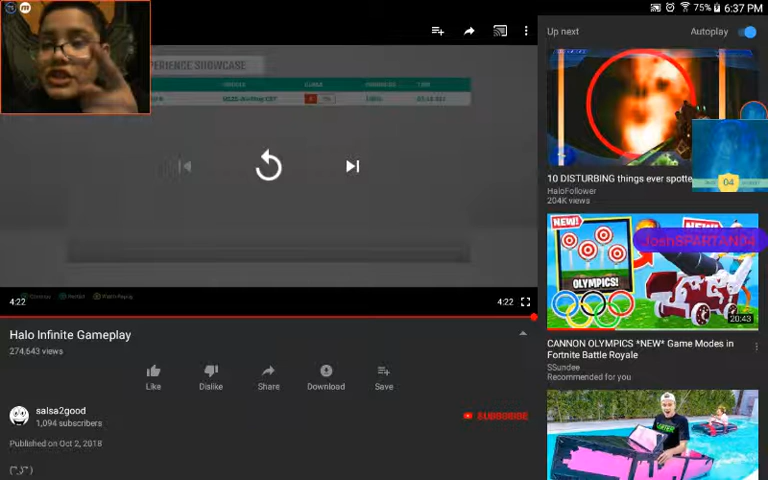 75% 6:37 PM
Up next
Autoplay
PERIENCE SHOWCASE
10 DISTURBING things ever spotte
HaloFollower
204K views
04
NEW!
JoshSPARTAN04
OLYMPICS!
20:43
4:22
4:22
Halo Infinite Gameplay
274,643 views
Like
Dislike
Share
Download
Save
CANNON OLYMPICS *NEW* Game Modes in
Fortnite Battle Royale
SSundee
Recommended for you
salsa2good
1,094 subscribers
SUBSCRIBE
Published on Oct 2, 2018